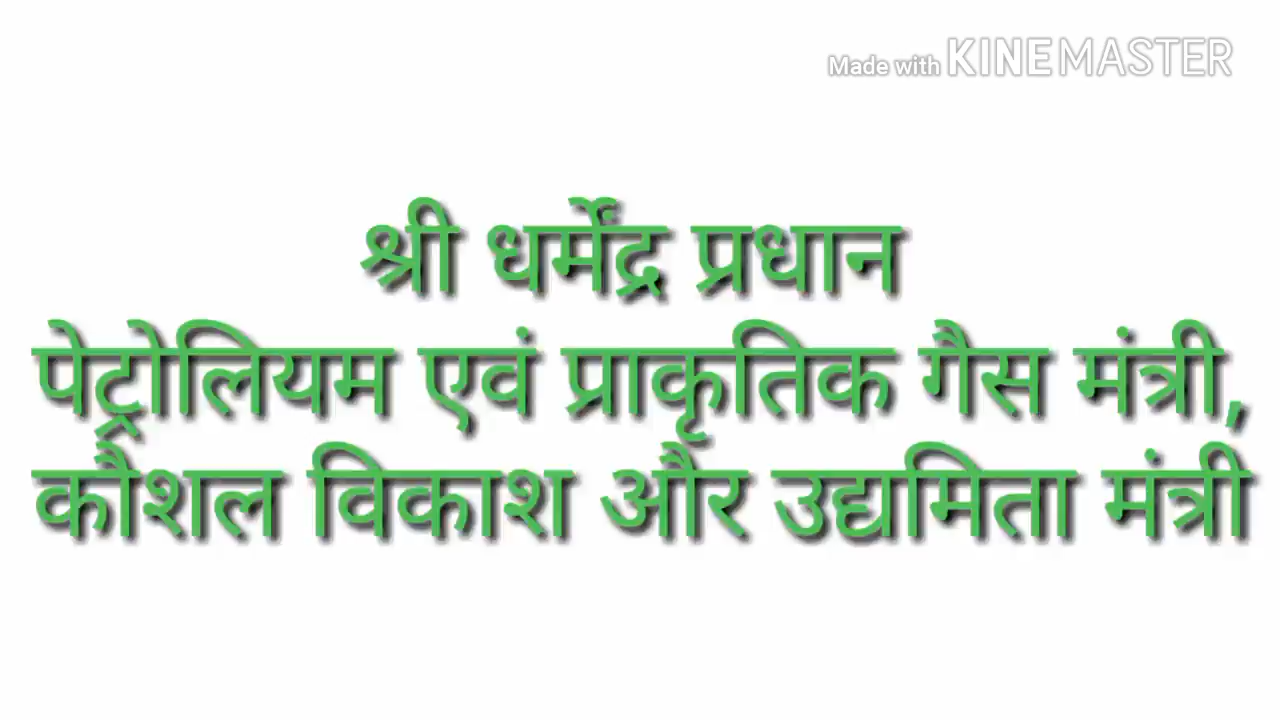 Made with KINEMASTER
श्री धर्मेंद्र प्रधान
पेट्रोलियम एवं प्राकृतिक गैस मंत्री,
कौशल विकाश और उद्यमिता मंत्री